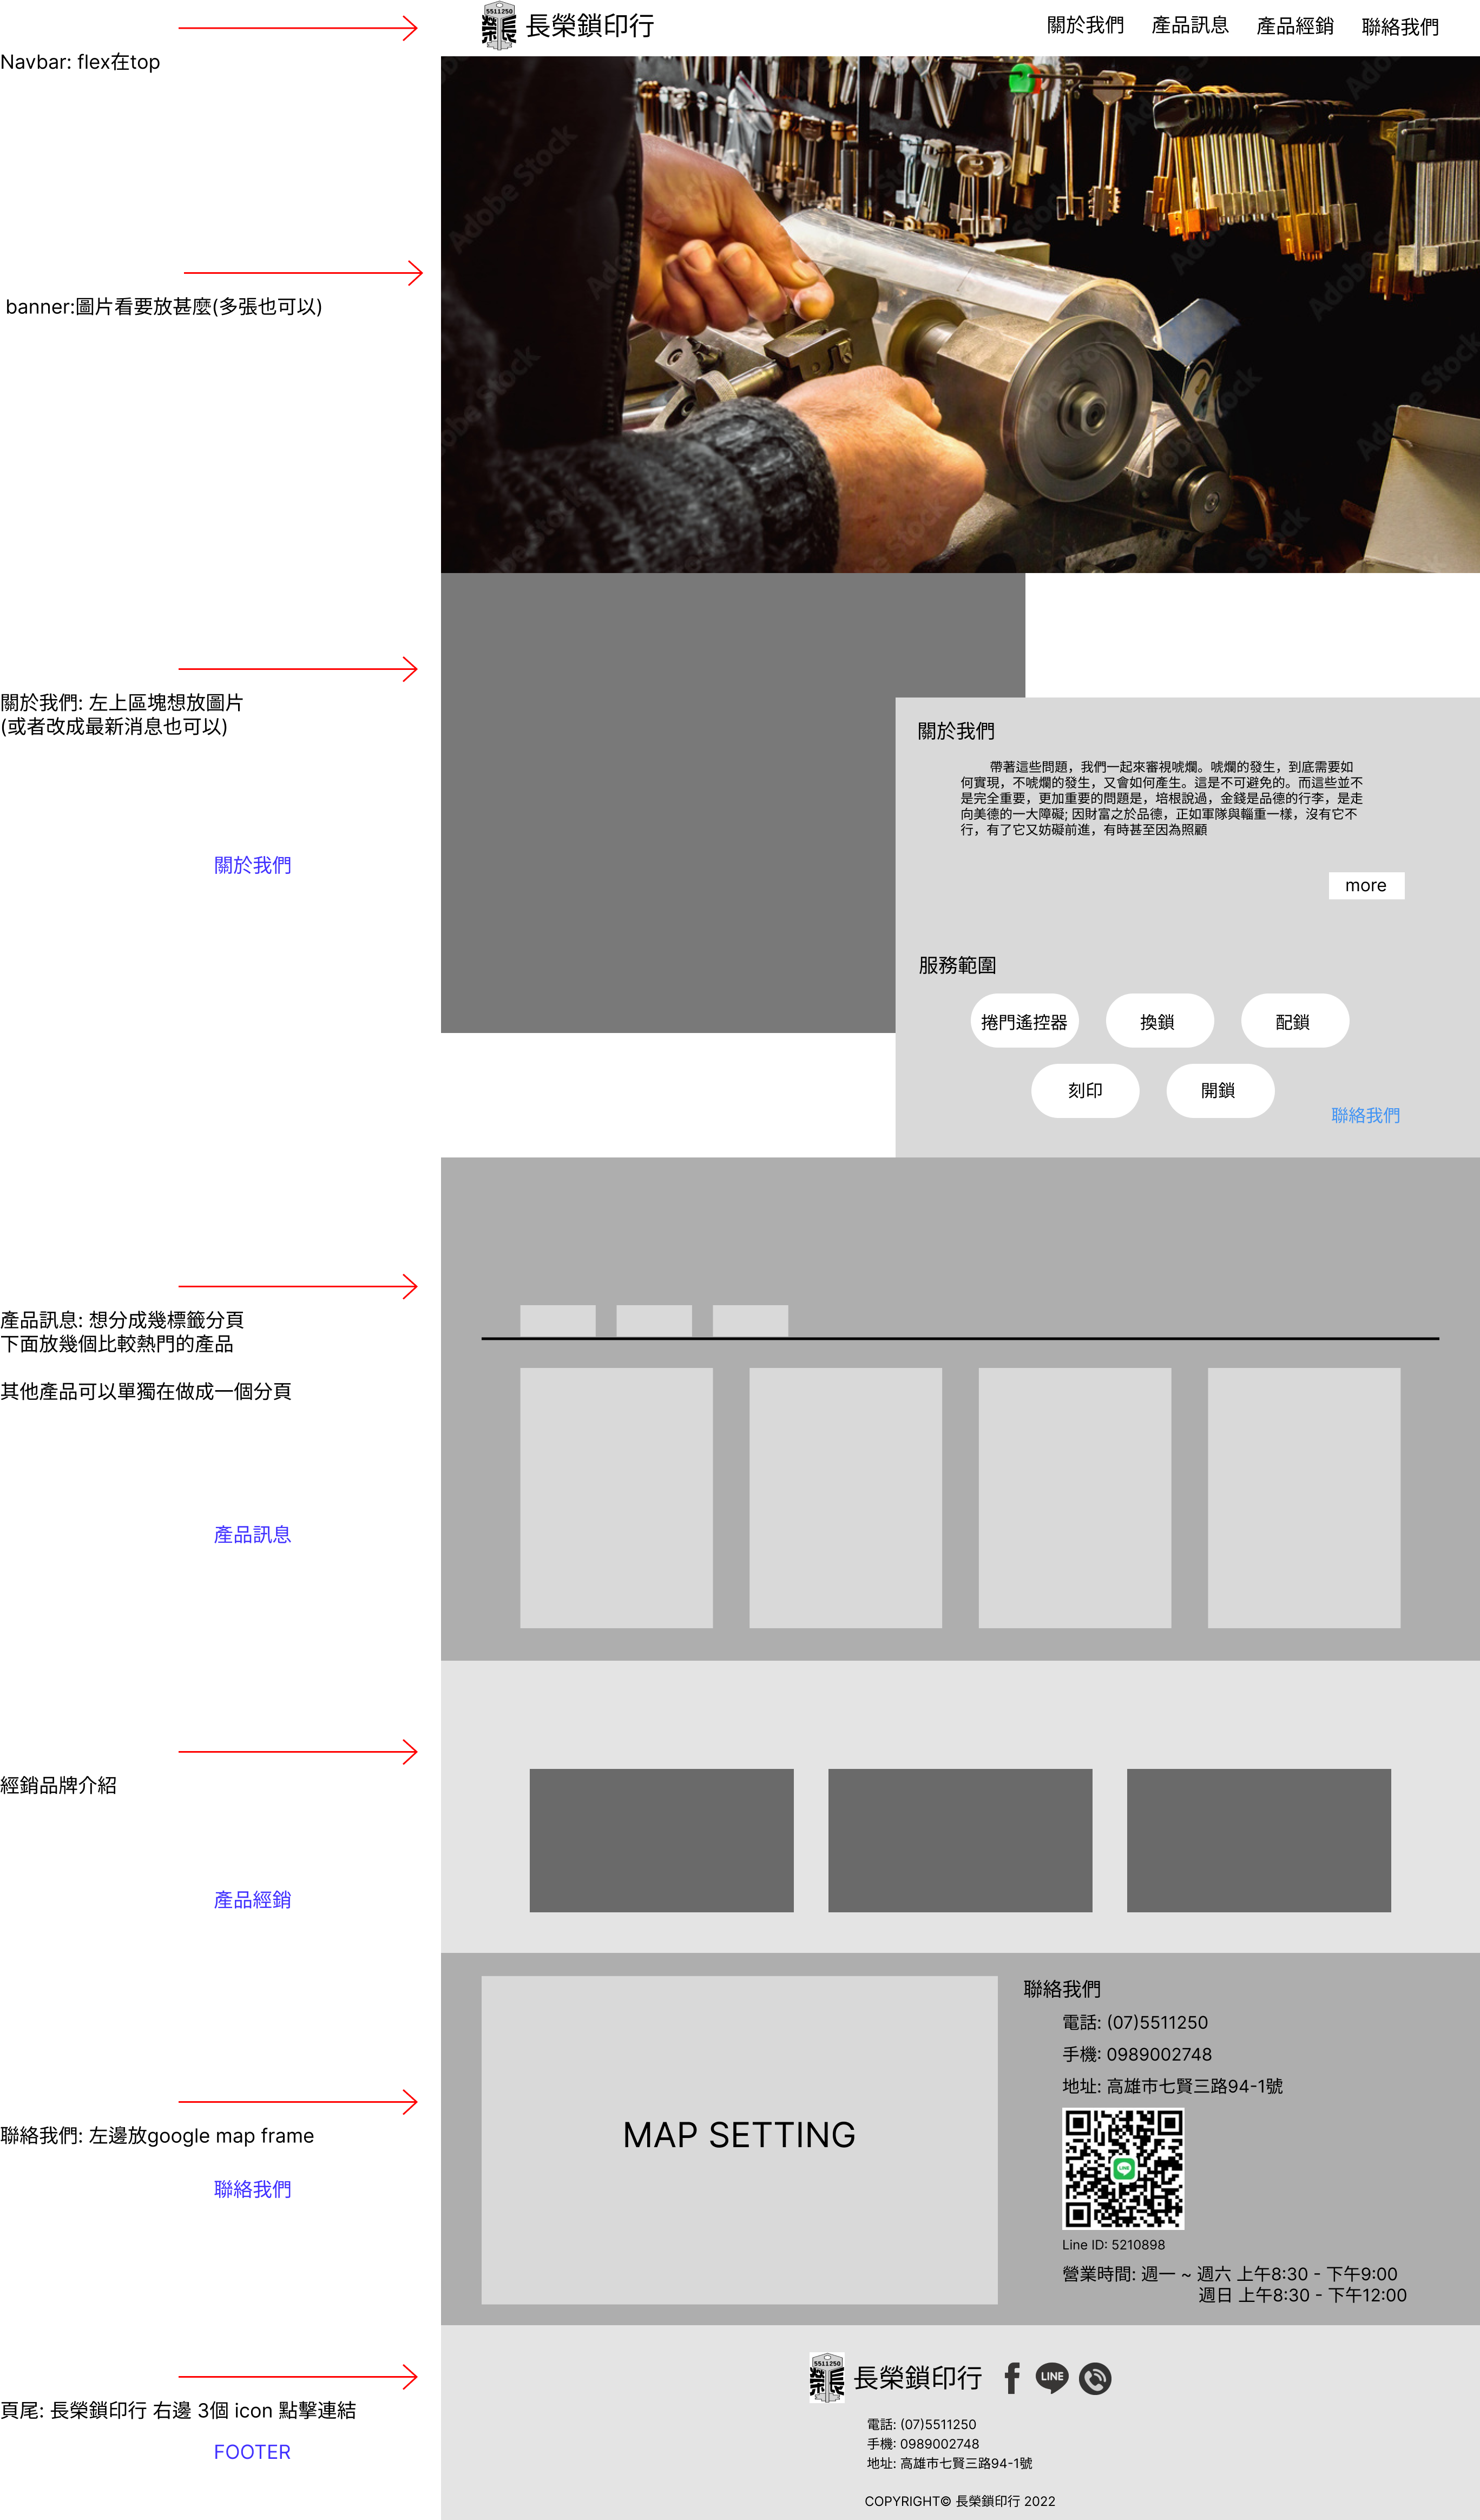 5511250
長榮鎖印行
關於我們
產品訊息
產品經銷
聯絡我們
Navbar: flex在top
Adobe Stock
banner:圖片看要放甚麼(多張也可以)
關於我們: 左上區塊想放圖片
(或者改成最新消息也可以)
關於我們
關於我們
帶著這些問題，我們一起來審視唬爛。唬爛的發生，到底需要如
何實現，不唬爛的發生，又會如何產生。這是不可避免的。而這些並不
是完全重要，更加重要的問題是，培根說過，金錢是品德的行李，是走
向美德的一大障礙; 因財富之於品德，正如軍隊與輜重一樣，沒有它不
行，有了它又妨礙前進，有時甚至因為照顧
more
服務範圍
捲門遙控器
換鎖
配鎖
刻印
開鎖
聯絡我們
產品訊息: 想分成幾標籤分頁
下面放幾個比較熱門的產品
其他產品可以單獨在做成一個分頁
產品訊息
經銷品牌介紹
產品經銷
聯絡我們: 左邊放google map frame
聯絡我們
MAP SETTING
聯絡我們
電話: (07)5511250
手機: 0989002748
地址: 高雄市七賢三路94-1號
LINE
Line ID: 5210898
營業時間: 週一 ~ 週六 上午8:30 - 下午9:00
週日 上午8:30 - 下午12:00
頁尾: 長榮鎖印行 右邊 3個 icon 點擊連結
FOOTER
5511250
長榮鎖印行
LINE
電話: (07)5511250
手機: 0989002748
地址: 高雄市七賢三路94-1號
COPYRIGHT© 長榮鎖印行 2022